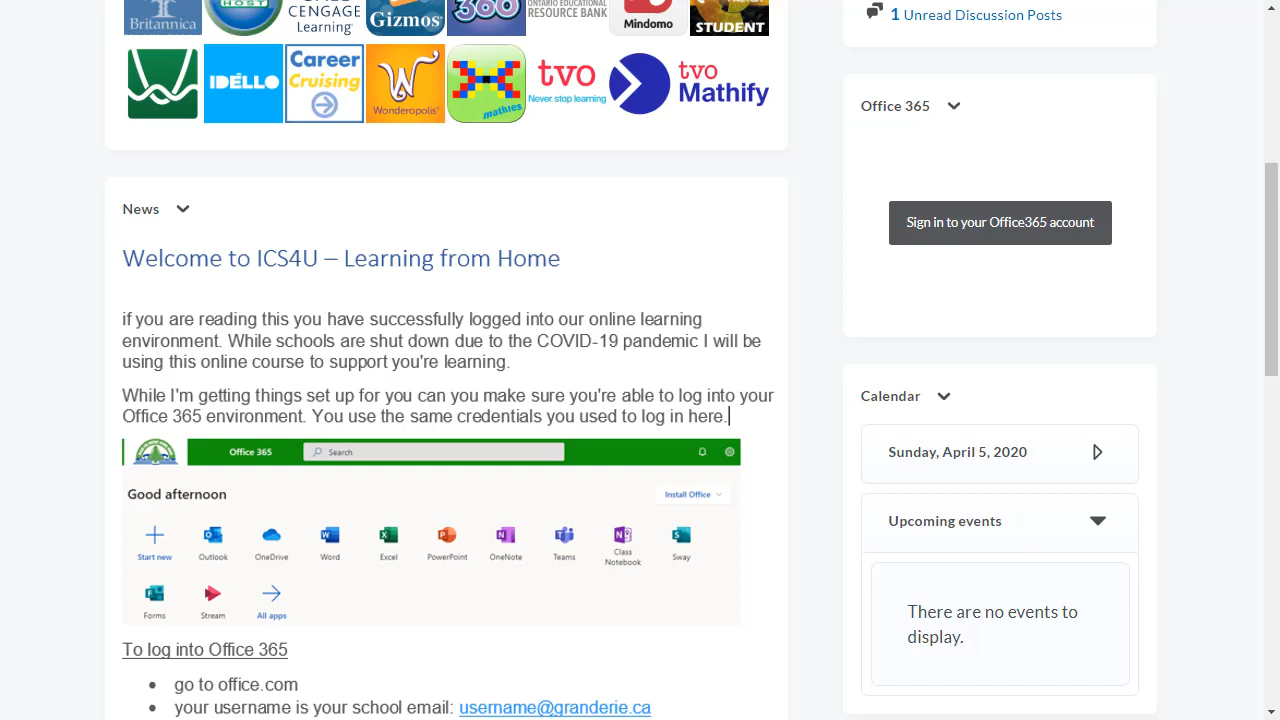 Britannica
HOST
CENGAGE
Learning
Gizmos
360
ONTARIO EDUCATIONAL
RESOURCE BANK
Mindomo
STUDENT
1 Unread Discussion Posts
IDÉLLO
Career
Cruising
Wonderopolis
mathies
tvo
Never stop learning
tvo
Mathify
Office 365
Sign in to your Office365 account
News
Welcome to ICS4U – Learning from Home
if you are reading this you have successfully logged into our online learning
environment. While schools are shut down due to the COVID-19 pandemic I will be
using this online course to support you're learning.
While I'm getting things set up for you can you make sure you're able to log into your
Office 365 environment. You use the same credentials you used to log in here.
Office 365
Search
Good afternoon
Install Office
Start new Outlook OneDrive Word Excel PowerPoint OneNote Teams Class Notebook Sway
Forms Stream All apps
To log into Office 365
• go to office.com
• your username is your school email: username@granderie.ca
Calendar
Sunday, April 5, 2020
Upcoming events
There are no events to
display.